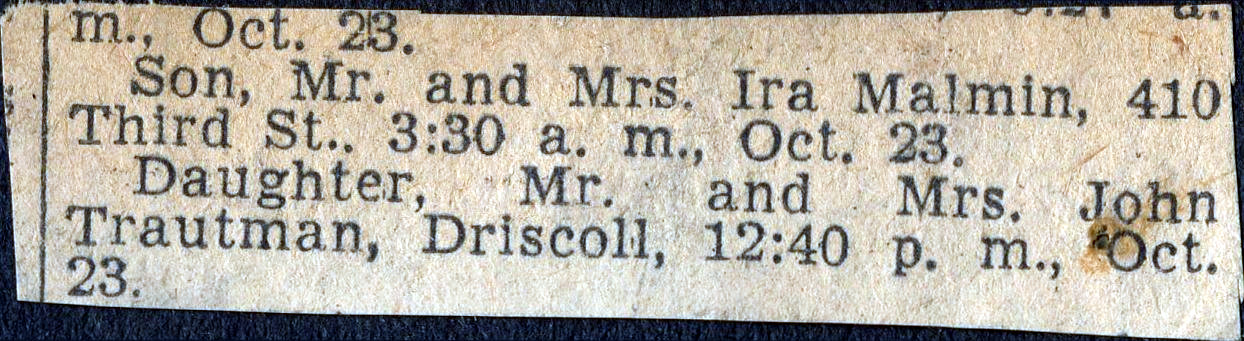 m., Oct. 23.
Son, Mr. and Mrs. Ira Malmin, 410
Third St.. 3:30 a. m., Oct. 23.
Daughter, Mr. and Mrs. John
Trautman, Driscoll, 12:40 p. m., Oct.
23.